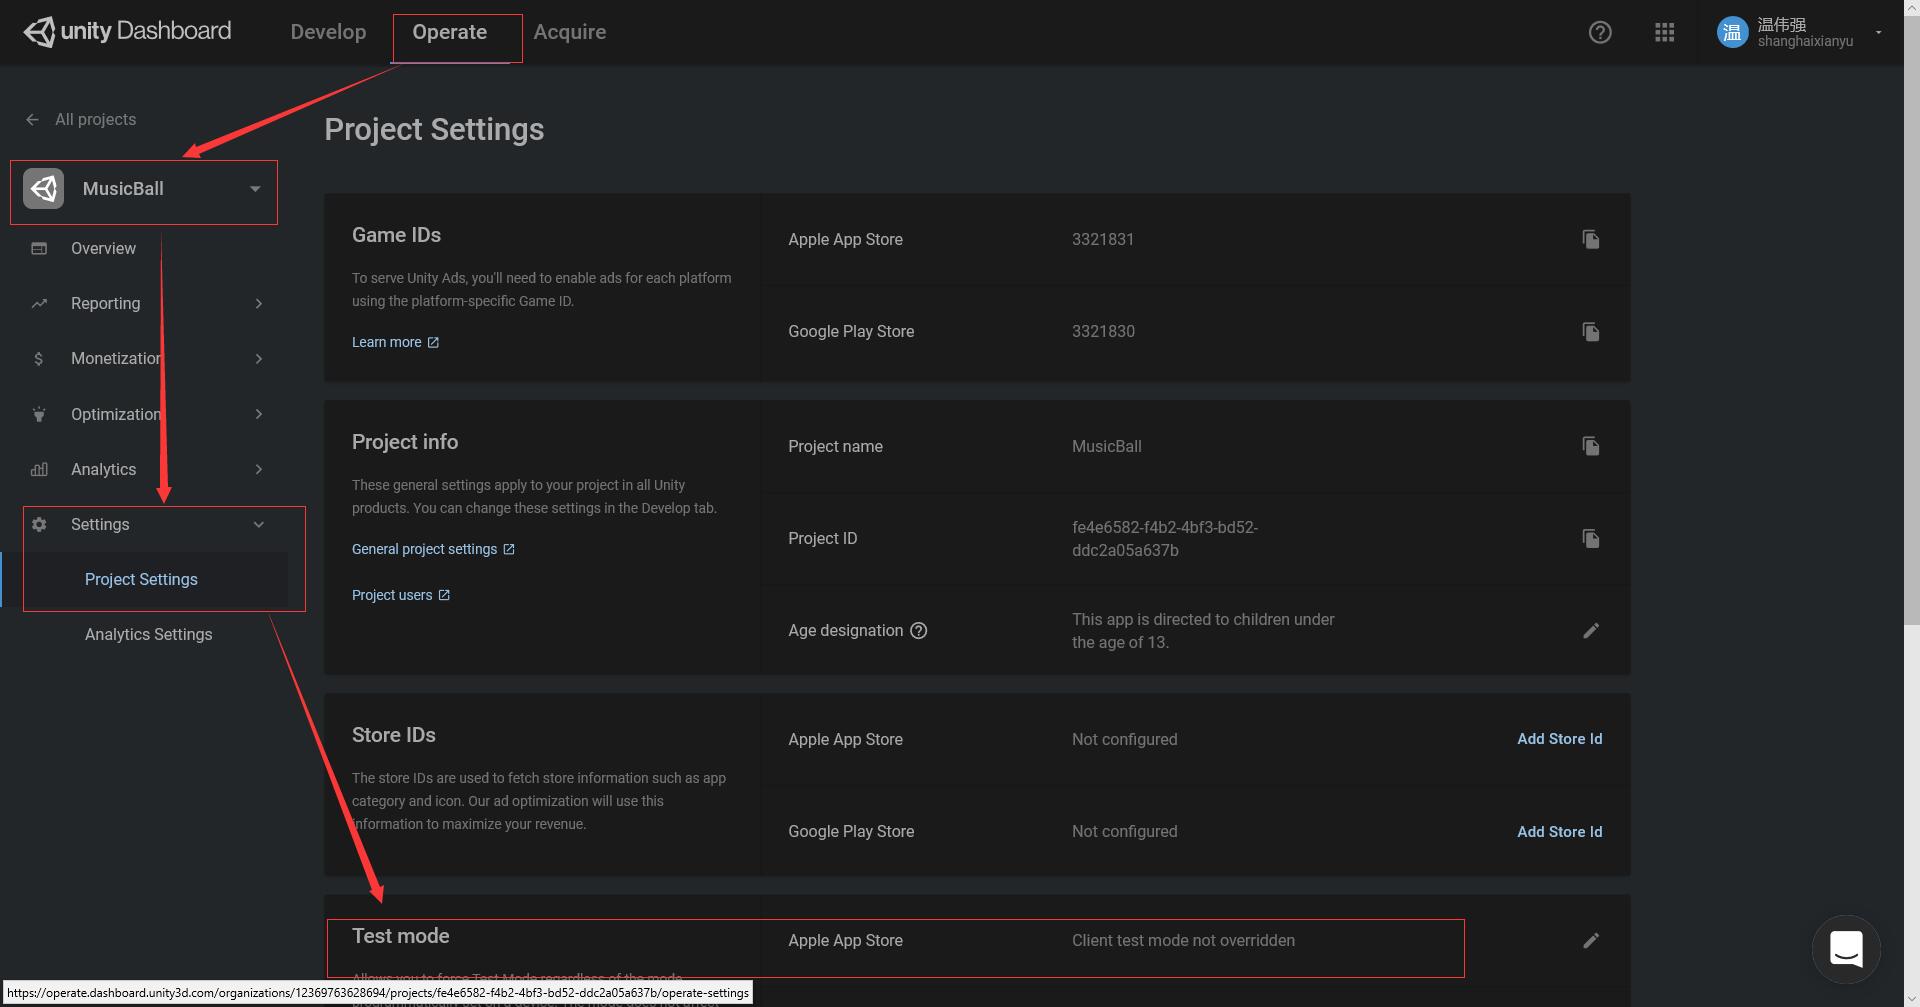 unity Dashboard
Develop
Operate
Acquire
温
温伟强
shanghaixianyu
All projects
MusicBall
Overview
Reporting
Monetization
Optimization
Analytics
Settings
Project Settings
Analytics Settings
Project Settings
Game IDs
To serve Unity Ads, you'll need to enable ads for each platform
using the platform-specific Game ID.
Learn more
Apple App Store
3321831
Google Play Store
3321830
Project info
These general settings apply to your project in all Unity
products. You can change these settings in the Develop tab.
General project settings
Project users
Project name
MusicBall
Project ID
fe4e6582-f4b2-4bf3-bd52-
ddc2a05a637b
Age designation
This app is directed to children under
the age of 13.
Store IDs
The store IDs are used to fetch store information such as app
category and icon. Our ad optimization will use this
information to maximize your revenue.
Apple App Store
Not configured
Add Store Id
Google Play Store
Not configured
Add Store Id
Test mode
Allows you to force Test Mode regardless of the mode
Apple App Store
Client test mode not overridden
https://operate.dashboard.unity3d.com/organizations/12369763628694/projects/fe4e6582-f4b2-4bf3-bd52-ddc2a05a637b/operate-settings